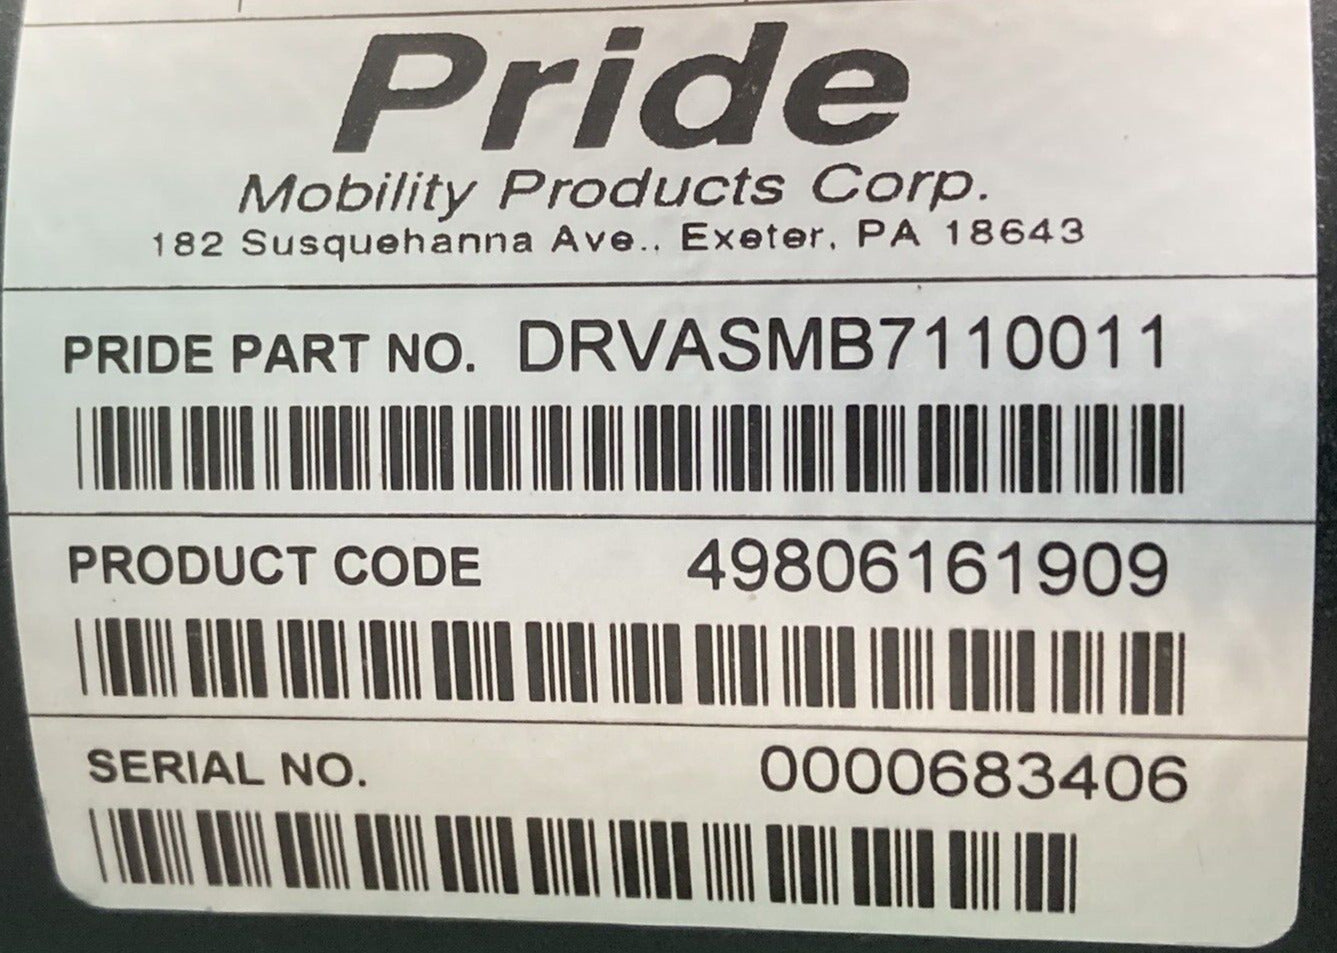 Pride
Mobility Products Corp.
182 Susquehanna Ave., Exeter, PA 18643
PRIDE PART NO. DRVASMB7110011
PRODUCT CODE 49806161909
SERIAL NO. 0000683406